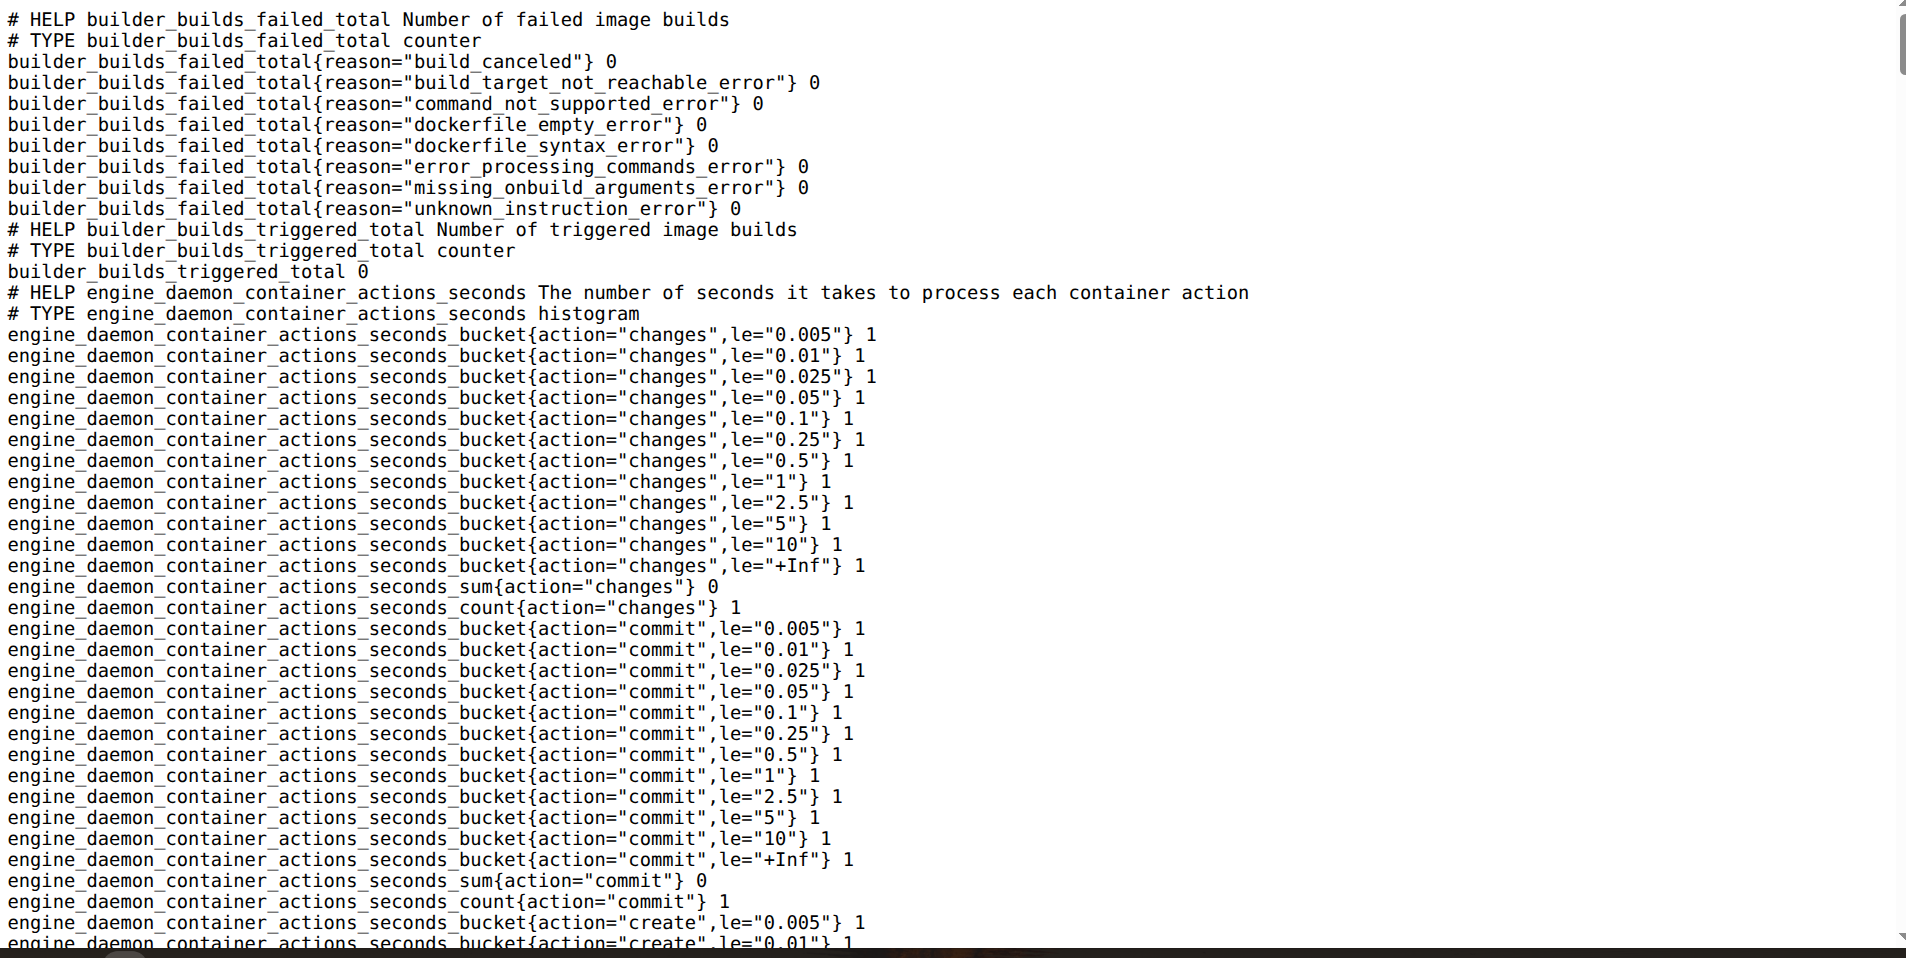 # HELP builder_builds_failed_total Number of failed image builds
# TYPE builder_builds_failed_total counter
builder_builds_failed_total{reason="build_canceled"} 0
builder_builds_failed_total{reason="build_target_not_reachable_error"} 0
builder_builds_failed_total{reason="command_not_supported_error"} 0
builder_builds_failed_total{reason="dockerfile_empty_error"} 0
builder_builds_failed_total{reason="dockerfile_syntax_error"} 0
builder_builds_failed_total{reason="error_processing_commands_error"} 0
builder_builds_failed_total{reason="missing_onbuild_arguments_error"} 0
builder_builds_failed_total{reason="unknown_instruction_error"} 0
# HELP builder_builds_triggered_total Number of triggered image builds
# TYPE builder_builds_triggered_total counter
builder_builds_triggered_total 0
# HELP engine_daemon_container_actions_seconds The number of seconds it takes to process each container action
# TYPE engine_daemon_container_actions_seconds histogram
engine_daemon_container_actions_seconds_bucket{action="changes",le="0.005"} 1
engine_daemon_container_actions_seconds_bucket{action="changes",le="0.01"} 1
engine_daemon_container_actions_seconds_bucket{action="changes",le="0.025"} 1
engine_daemon_container_actions_seconds_bucket{action="changes",le="0.05"} 1
engine_daemon_container_actions_seconds_bucket{action="changes",le="0.1"} 1
engine_daemon_container_actions_seconds_bucket{action="changes",le="0.25"} 1
engine_daemon_container_actions_seconds_bucket{action="changes",le="0.5"} 1
engine_daemon_container_actions_seconds_bucket{action="changes",le="1"} 1
engine_daemon_container_actions_seconds_bucket{action="changes",le="2.5"} 1
engine_daemon_container_actions_seconds_bucket{action="changes",le="5"} 1
engine_daemon_container_actions_seconds_bucket{action="changes",le="10"} 1
engine_daemon_container_actions_seconds_bucket{action="changes",le="+Inf"} 1
engine_daemon_container_actions_seconds_sum{action="changes"} 0
engine_daemon_container_actions_seconds_count{action="changes"} 1
engine_daemon_container_actions_seconds_bucket{action="commit",le="0.005"} 1
engine_daemon_container_actions_seconds_bucket{action="commit",le="0.01"} 1
engine_daemon_container_actions_seconds_bucket{action="commit",le="0.025"} 1
engine_daemon_container_actions_seconds_bucket{action="commit",le="0.05"} 1
engine_daemon_container_actions_seconds_bucket{action="commit",le="0.1"} 1
engine_daemon_container_actions_seconds_bucket{action="commit",le="0.25"} 1
engine_daemon_container_actions_seconds_bucket{action="commit",le="0.5"} 1
engine_daemon_container_actions_seconds_bucket{action="commit",le="1"} 1
engine_daemon_container_actions_seconds_bucket{action="commit",le="2.5"} 1
engine_daemon_container_actions_seconds_bucket{action="commit",le="5"} 1
engine_daemon_container_actions_seconds_bucket{action="commit",le="10"} 1
engine_daemon_container_actions_seconds_bucket{action="commit",le="+Inf"} 1
engine_daemon_container_actions_seconds_sum{action="commit"} 0
engine_daemon_container_actions_seconds_count{action="commit"} 1
engine_daemon_container_actions_seconds_bucket{action="create",le="0.005"} 1
engine_daemon_container_actions_seconds_bucket{action="create",le="0.01"} 1